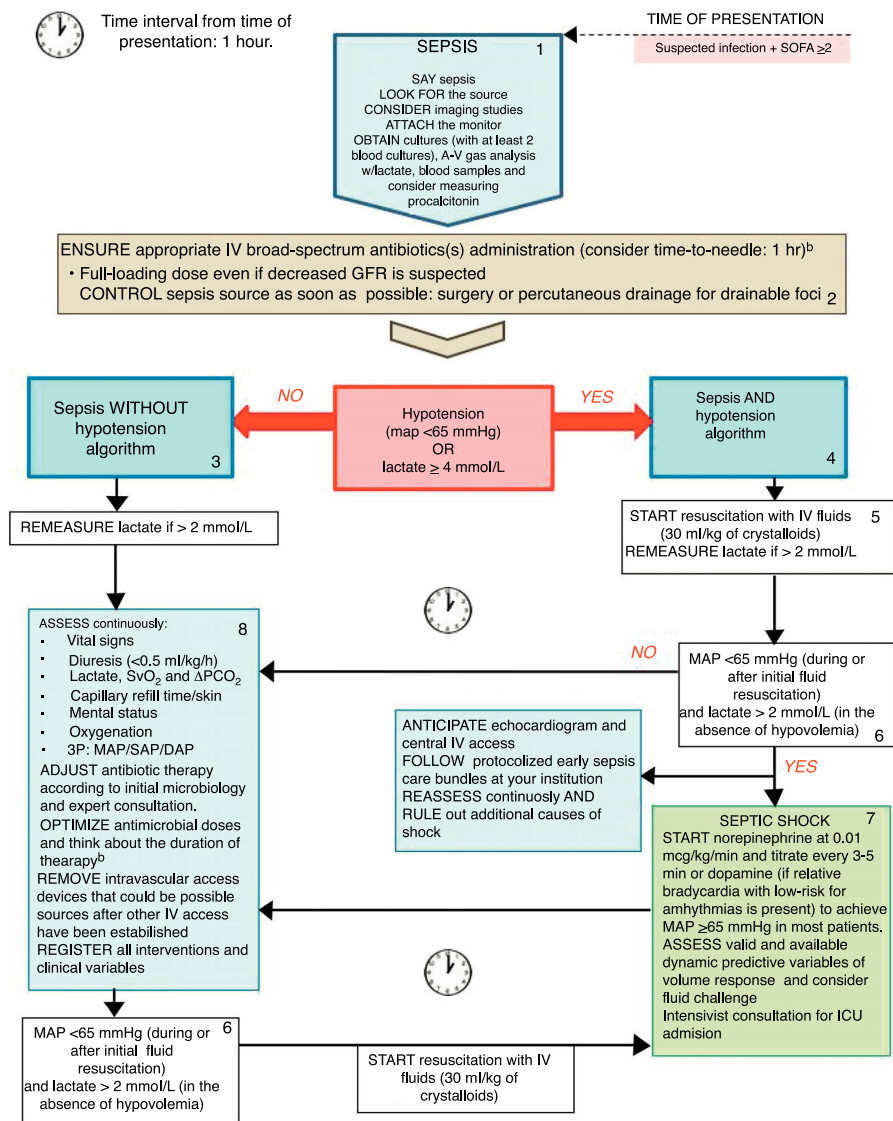 Time interval from time of
presentation: 1 hour.
TIME OF PRESENTATION
Suspected infection + SOFA ≥2
SEPSIS
1
SAY sepsis
LOOK FOR the source
CONSIDER imaging studies
ATTACH the monitor
OBTAIN cultures (with at least 2
blood cultures), A-V gas analysis
w/lactate, blood samples and
consider measuring
procalcitonin
ENSURE appropriate IV broad-spectrum antibiotics(s) administration (consider time-to-needle: 1 hr)b
• Full-loading dose even if decreased GFR is suspected
CONTROL sepsis source as soon as possible: surgery or percutaneous drainage for drainable foci
2
NO
YES
Sepsis WITHOUT
hypotension
algorithm
3
Hypotension
(map <65 mmHg)
OR
lactate ≥ 4 mmol/L
Sepsis AND
hypotension
algorithm
4
REMEASURE lactate if > 2 mmol/L
START resuscitation with IV fluids
(30 ml/kg of crystalloids)
REMEASURE lactate if > 2 mmol/L
5
ASSESS continuously:
8
▪ Vital signs
▪ Diuresis (<0.5 ml/kg/h)
▪ Lactate, SvO2 and ΔPCO2
▪ Capillary refill time/skin
▪ Mental status
▪ Oxygenation
▪ 3P: MAP/SAP/DAP
ADJUST antibiotic therapy
according to initial microbiology
and expert consultation.
OPTIMIZE antimicrobial doses
and think about the duration of
thearapyb
REMOVE intravascular access
devices that could be possible
sources after other IV access
have been estabilshed
REGISTER all interventions and
clinical variables
NO
MAP <65 mmHg (during or
after initial fluid
resuscitation)
and lactate > 2 mmol/L (in the
absence of hypovolemia)
6
YES
ANTICIPATE echocardiogram and
central IV access
FOLLOW protocolized early sepsis
care bundles at your institution
REASSESS continuosly AND
RULE out additional causes of
shock
SEPTIC SHOCK
7
START norepinephrine at 0.01
mcg/kg/min and titrate every 3-5
min or dopamine (if relative
bradycardia with low-risk for
amhythmias is present) to achieve
MAP ≥65 mmHg in most patients.
ASSESS valid and available
dynamic predictive variables of
volume response and consider
fluid challenge
Intensivist consultation for ICU
admision
MAP <65 mmHg (during or
after initial fluid
resuscitation)
and lactate > 2 mmol/L (in the
absence of hypovolemia)
6
START resuscitation with IV
fluids (30 ml/kg of
crystalloids)